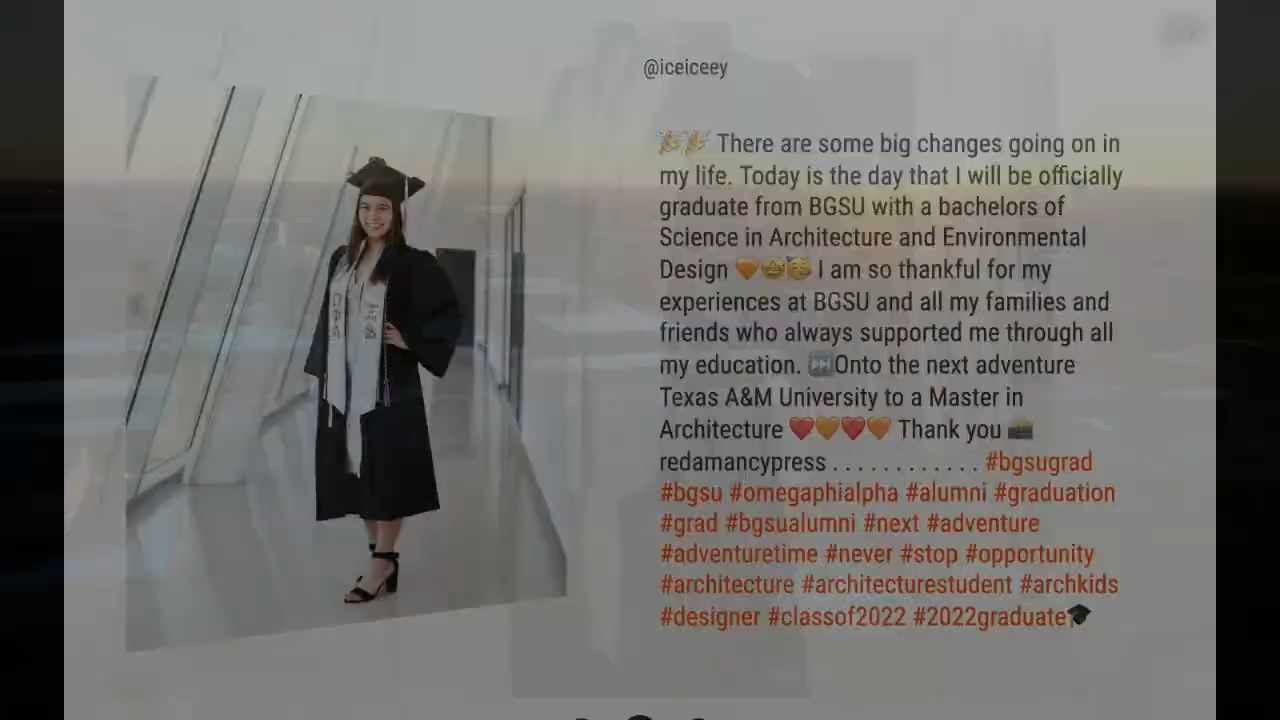 @iceiceey
🎉🎉 There are some big changes going on in
my life. Today is the day that I will be officially
graduate from BGSU with a bachelors of
Science in Architecture and Environmental
Design 🧡🤩🥳 I am so thankful for my
experiences at BGSU and all my families and
friends who always supported me through all
my education. ⏭Onto the next adventure
Texas A&M University to a Master in
Architecture ❤️🧡❤️🧡 Thank you 📸
redamancypress . . . . . . . . . . . . #bgsugrad
#bgsu #omegaphialpha #alumni #graduation
#grad #bgsualumni #next #adventure
#adventuretime #never #stop #opportunity
#architecture #architecturestudent #archkids
#designer #classof2022 #2022graduate🎓
ΩΦΑ